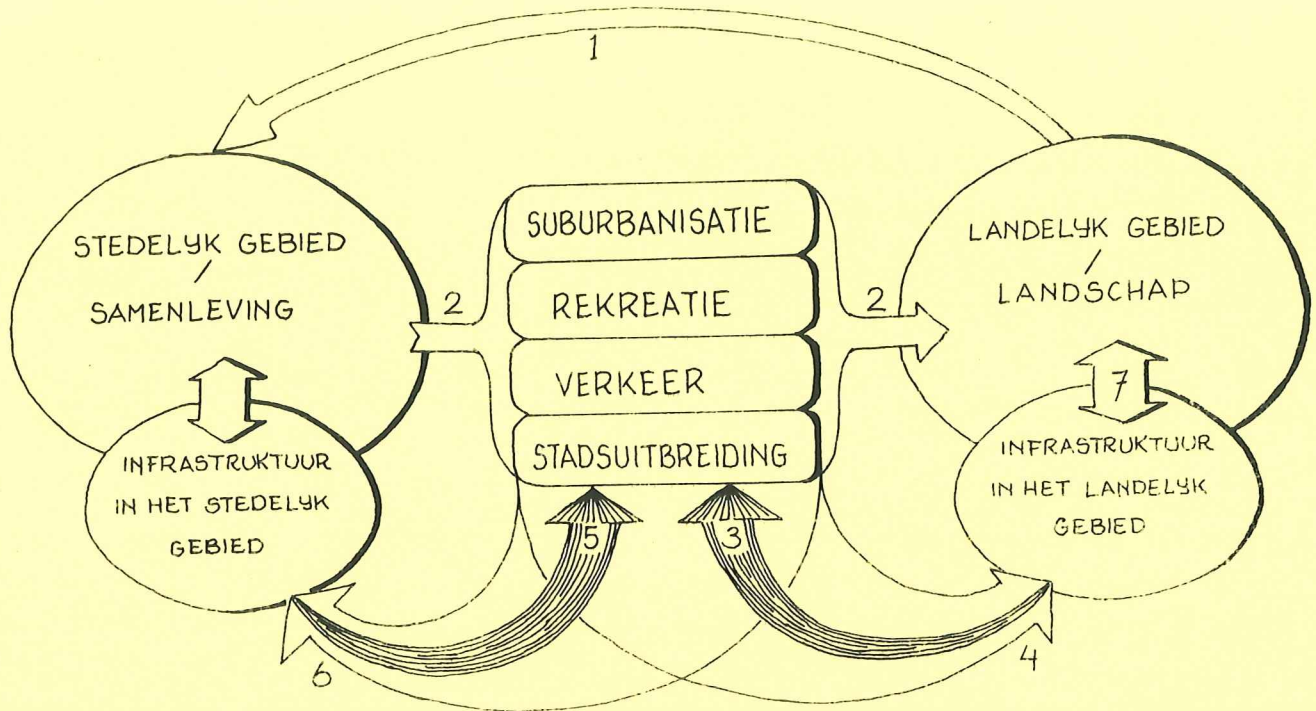 1
STEDELYK GEBIED
/
SAMENLEVING
2
SUBURBANISATIE
REKREATIE
VERKEER
STADSUITBREIDING
2
LANDELYK GEBIED
/
LANDSCHAP
7
INFRASTRUKTUUR
IN HET STEDELYK
GEBIED
INFRASTRUKTUUR
IN HET LANDELYK
GEBIED
5
3
6
4